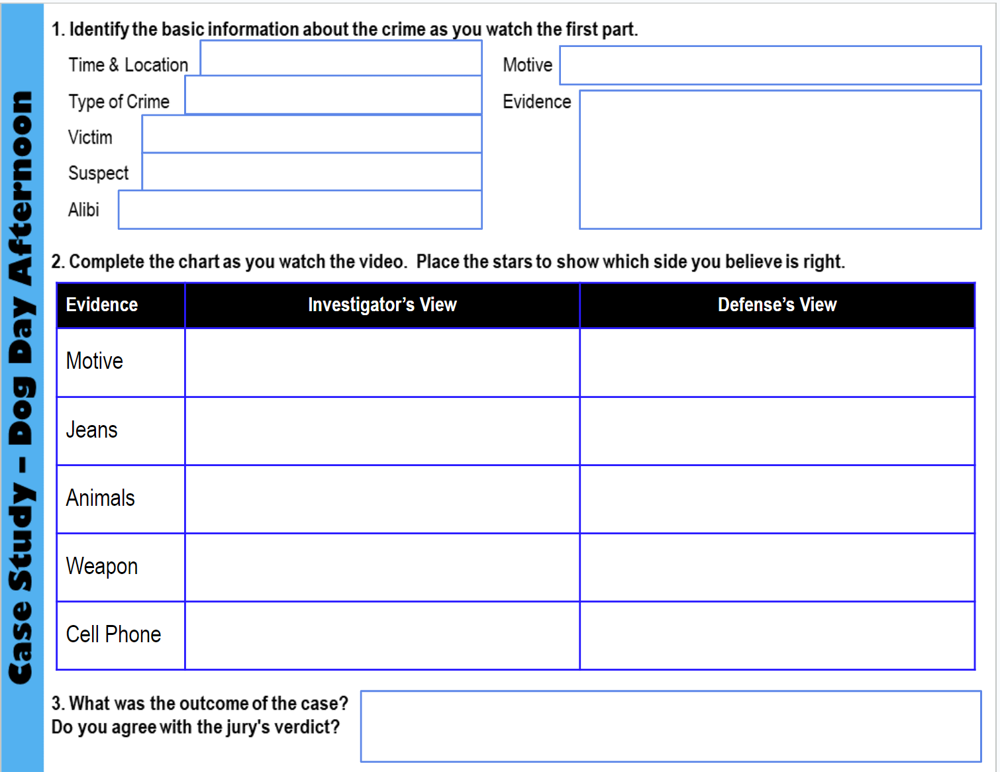 Case Study – Dog Day Afternoon
1. Identify the basic information about the crime as you watch the first part.
Time & Location
Motive
Type of Crime
Evidence
Victim
Suspect
Alibi
2. Complete the chart as you watch the video.  Place the stars to show which side you believe is right.
Evidence Investigator’s View Defense’s View
Motive
Jeans
Animals
Weapon
Cell Phone
3. What was the outcome of the case?
Do you agree with the jury's verdict?